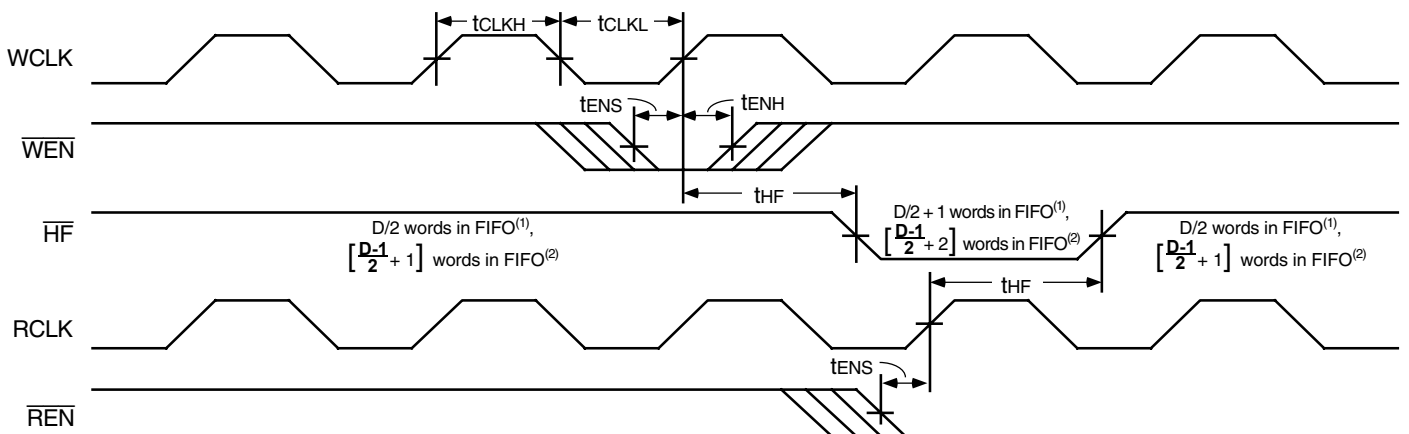 tCLKH tCLKL
WCLK
tENS tENH
WEN
tHF
HF
D/2 words in FIFO(1),
[D-1/2 + 1] words in FIFO(2)
D/2 + 1 words in FIFO(1),
[D-1/2 + 2] words in FIFO(2)
D/2 words in FIFO(1),
[D-1/2 + 1] words in FIFO(2)
tHF
RCLK
tENS
REN